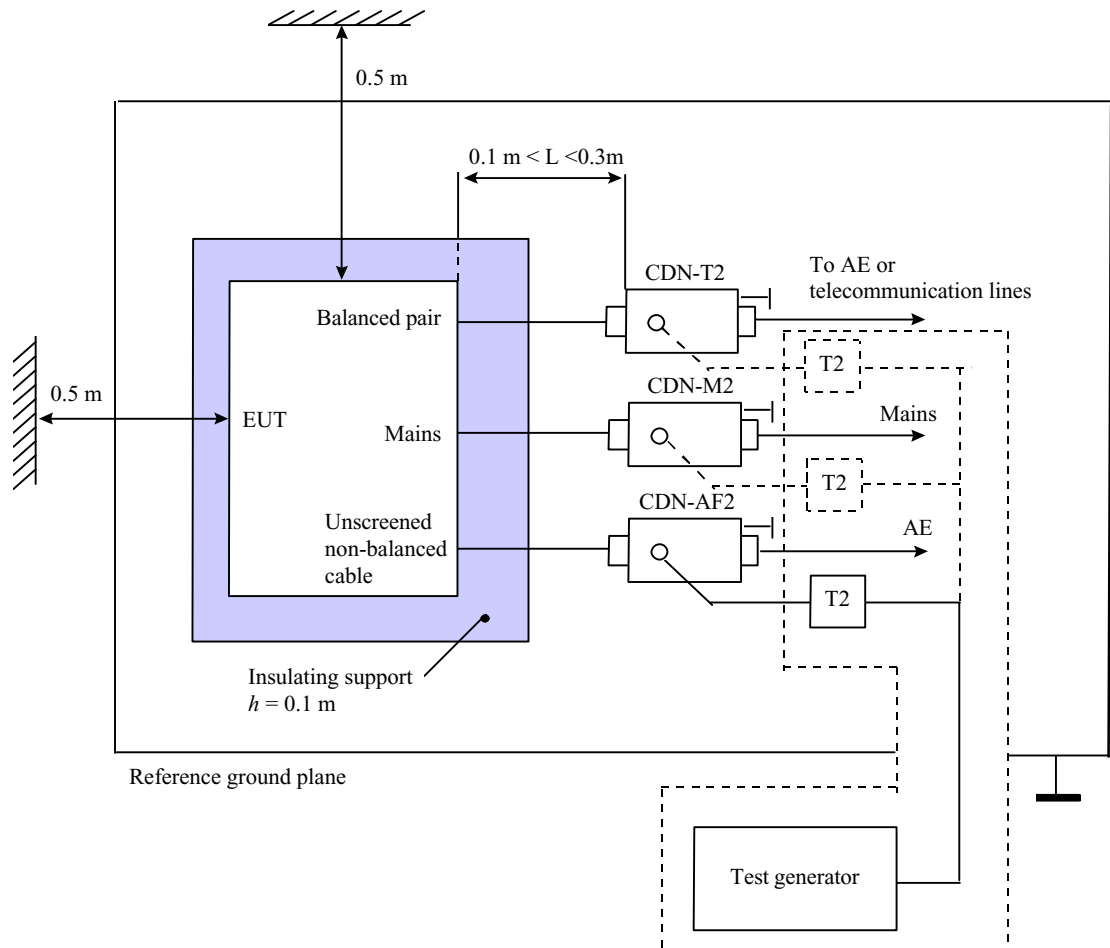 0.5 m
0.1 m < L <0.3m
CDN-T2
To AE or
telecommunication lines
Balanced pair
T2
0.5 m
EUT
CDN-M2
Mains
Mains
T2
CDN-AF2
Unscreened
non-balanced
cable
AE
T2
Insulating support
h = 0.1 m
Reference ground plane
Test generator